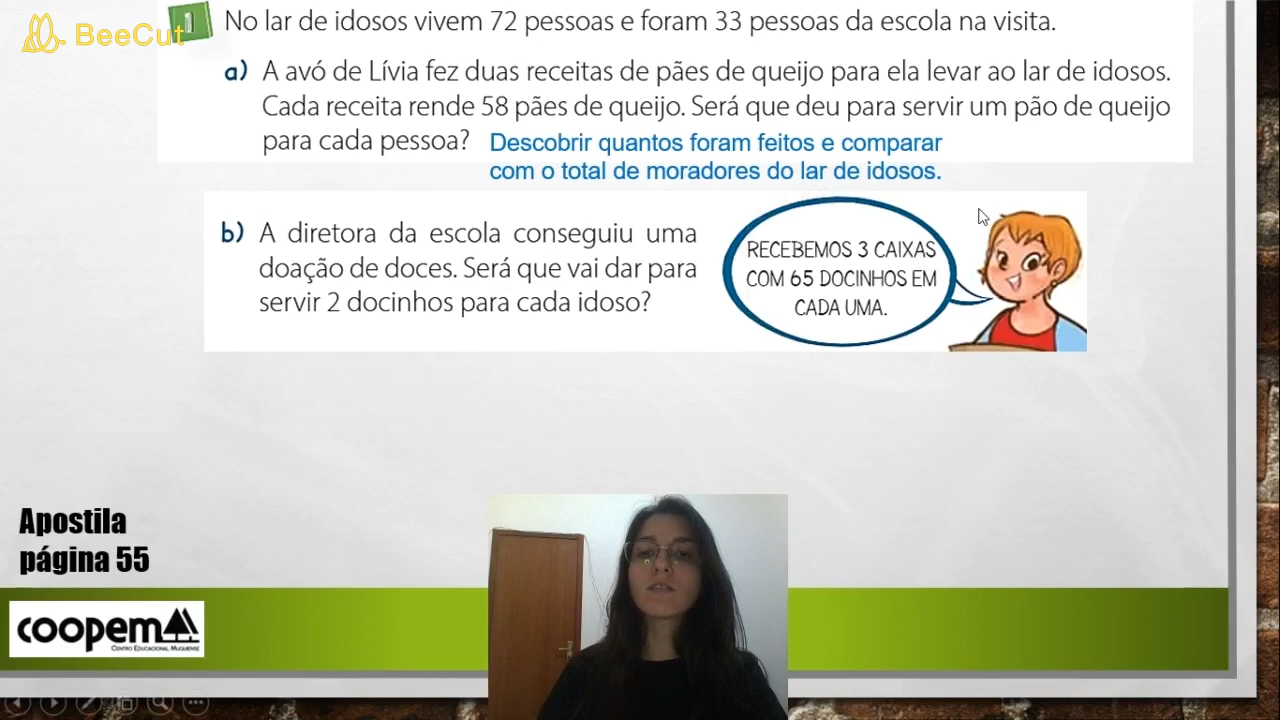 BeeCut
1 No lar de idosos vivem 72 pessoas e foram 33 pessoas da escola na visita.
a) A avó de Lívia fez duas receitas de pães de queijo para ela levar ao lar de idosos.
Cada receita rende 58 pães de queijo. Será que deu para servir um pão de queijo
para cada pessoa? Descobrir quantos foram feitos e comparar
com o total de moradores do lar de idosos.
b) A diretora da escola conseguiu uma
doação de doces. Será que vai dar para
servir 2 docinhos para cada idoso?
RECEBEMOS 3 CAIXAS
COM 65 DOCINHOS EM
CADA UMA.
Apostila
página 55
coopema
CENTRO EDUCACIONAL MUQUIENSE